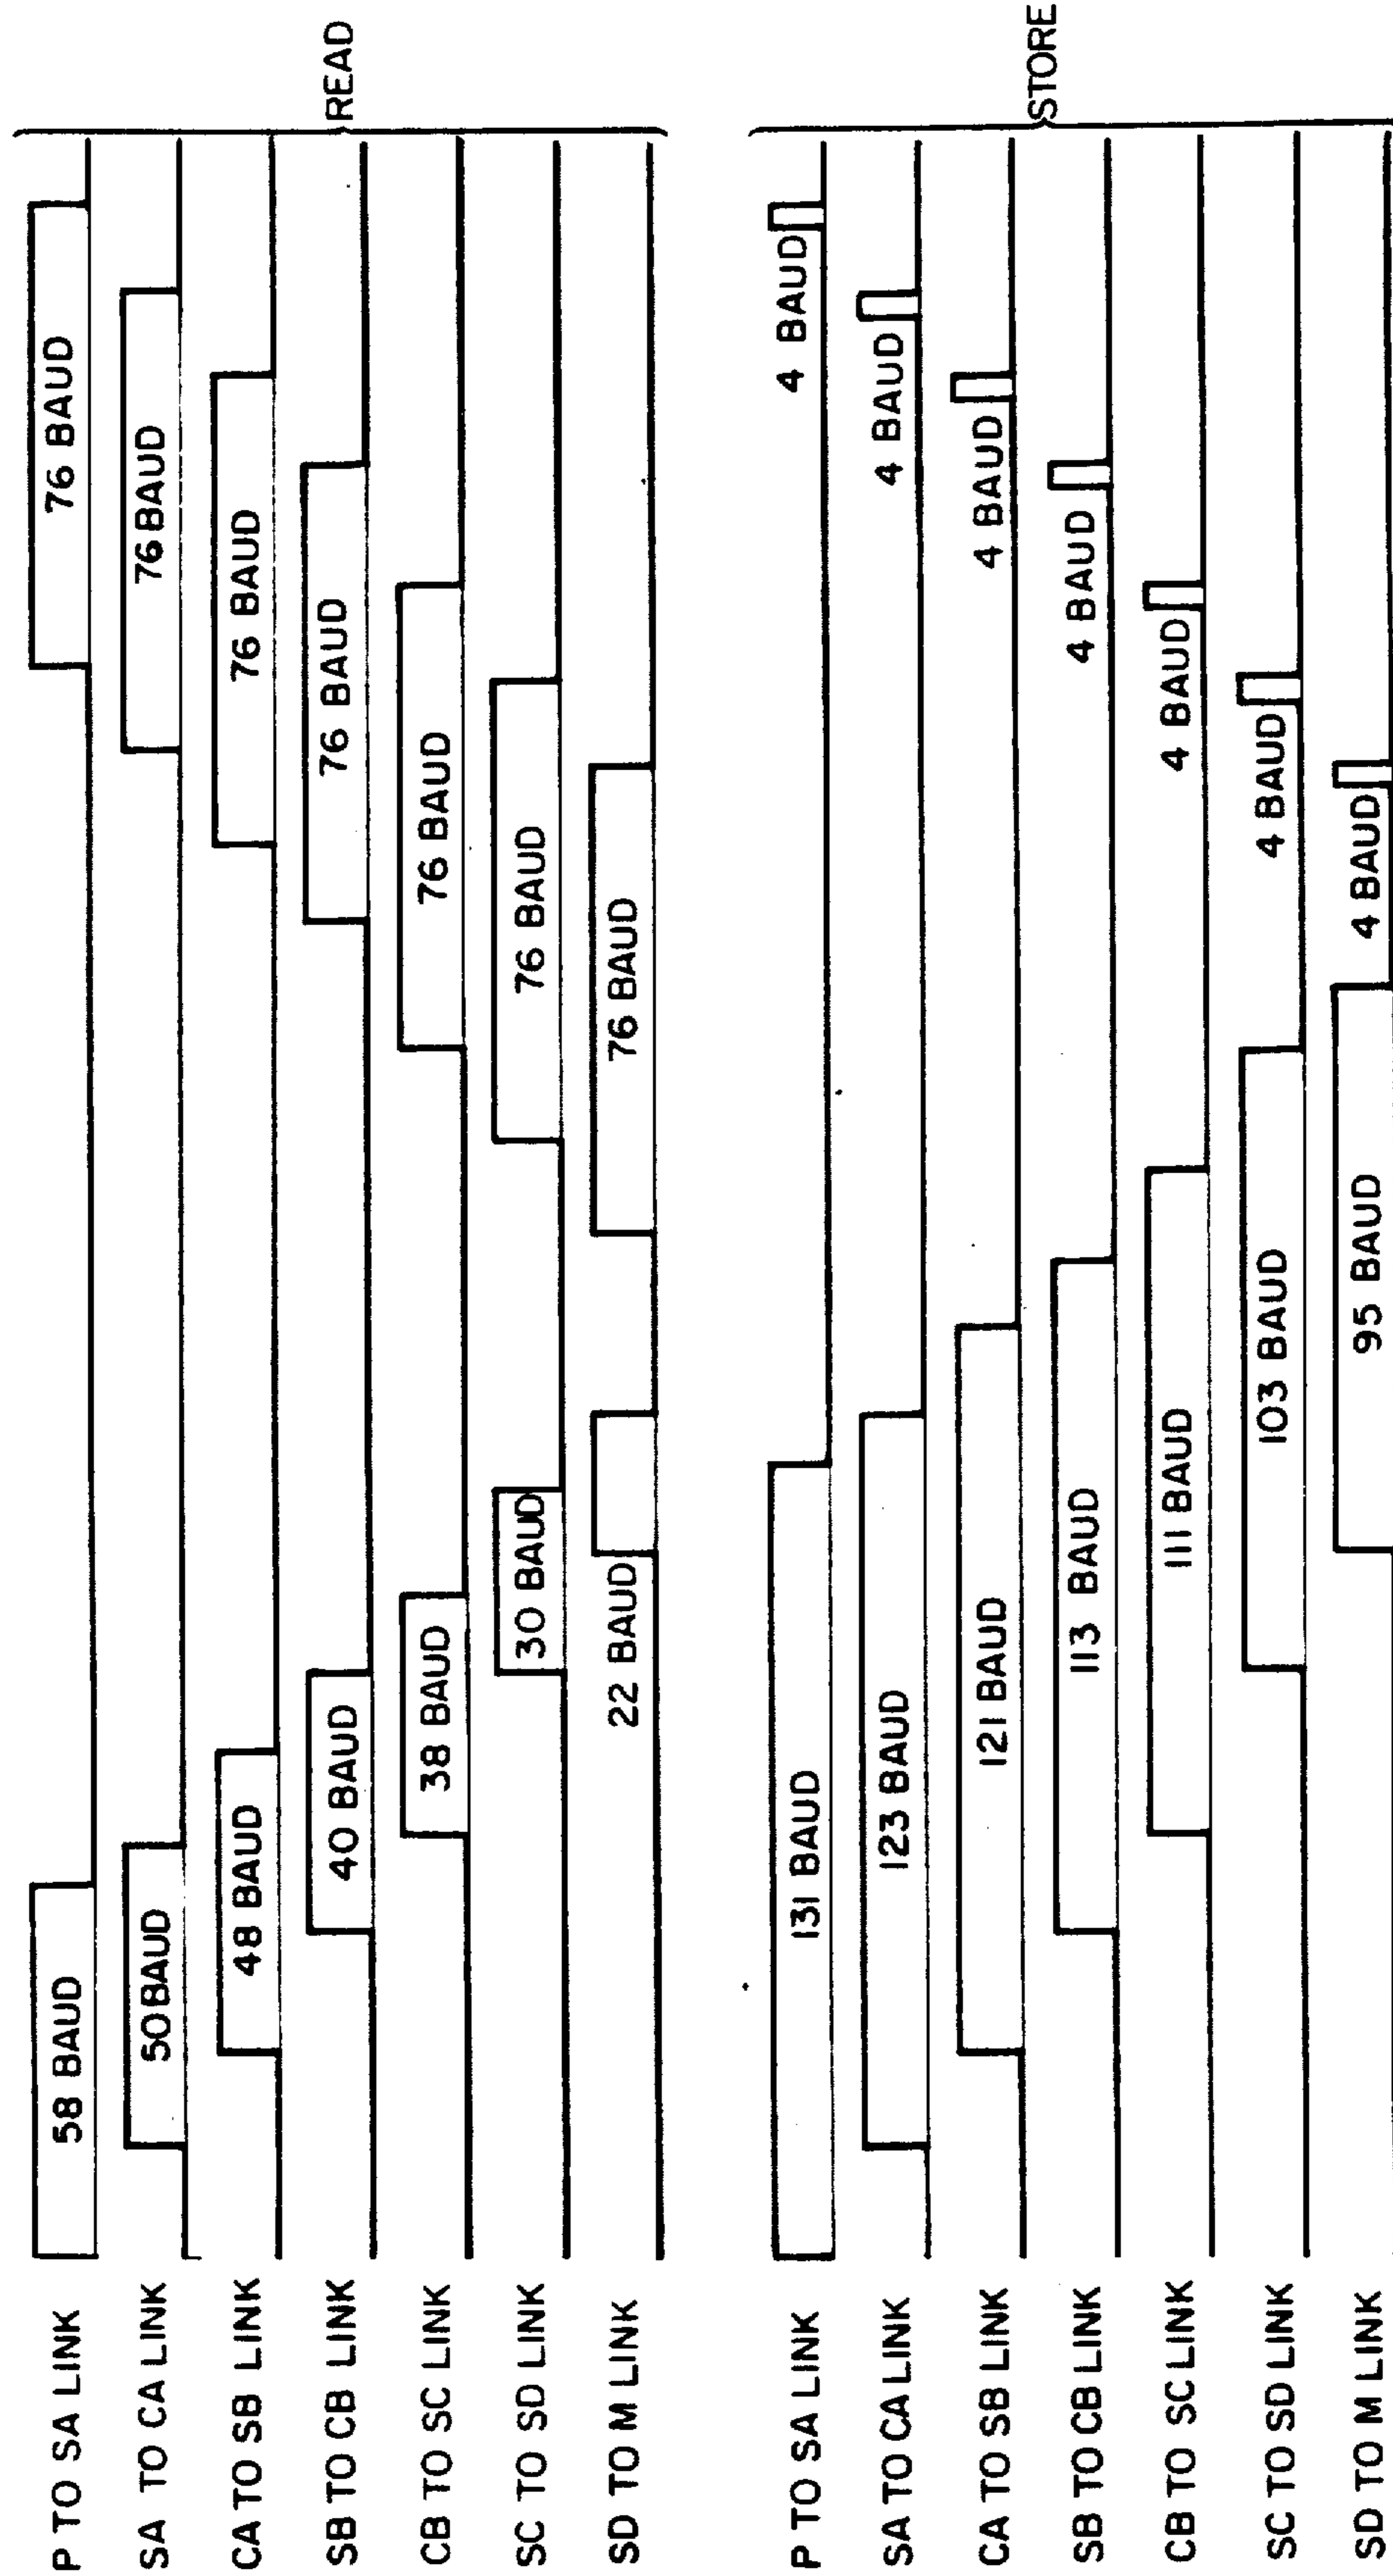 P TO SA LINK
58 BAUD
76 BAUD
SA TO CA LINK
50 BAUD
76 BAUD
CA TO SB LINK
48 BAUD
76 BAUD
SB TO CB LINK
40 BAUD
76 BAUD
CB TO SC LINK
38 BAUD
76 BAUD
SC TO SD LINK
30 BAUD
76 BAUD
SD TO M LINK
22 BAUD
76 BAUD
READ
P TO SA LINK
131 BAUD
4 BAUD
SA TO CA LINK
123 BAUD
4 BAUD
CA TO SB LINK
121 BAUD
4 BAUD
SB TO CB LINK
113 BAUD
4 BAUD
CB TO SC LINK
111 BAUD
4 BAUD
SC TO SD LINK
103 BAUD
4 BAUD
SD TO M LINK
95 BAUD
4 BAUD
STORE